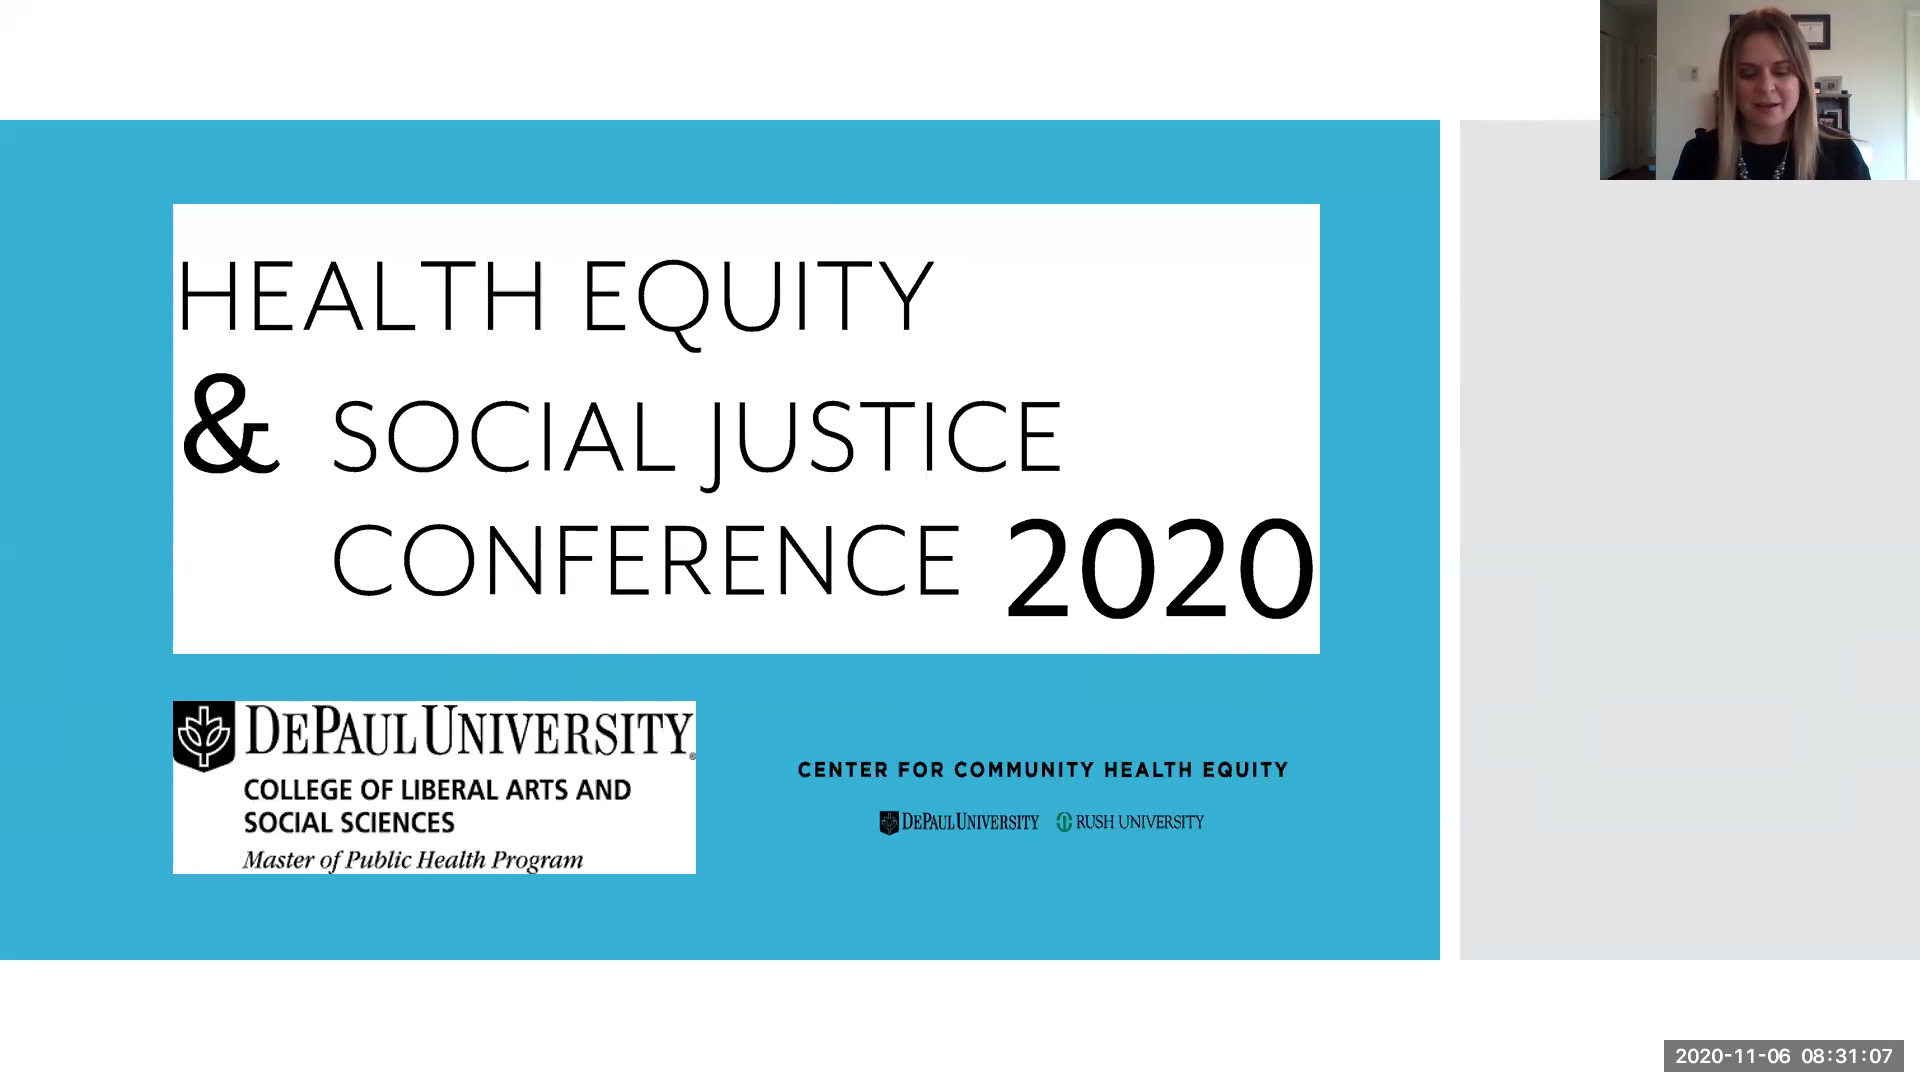 HEALTH EQUITY
& SOCIAL JUSTICE
CONFERENCE 2020
DEPAUL UNIVERSITY®
COLLEGE OF LIBERAL ARTS AND
SOCIAL SCIENCES
Master of Public Health Program
CENTER FOR COMMUNITY HEALTH EQUITY
DEPAUL UNIVERSITY RUSH UNIVERSITY
2020-11-06 08:31:07